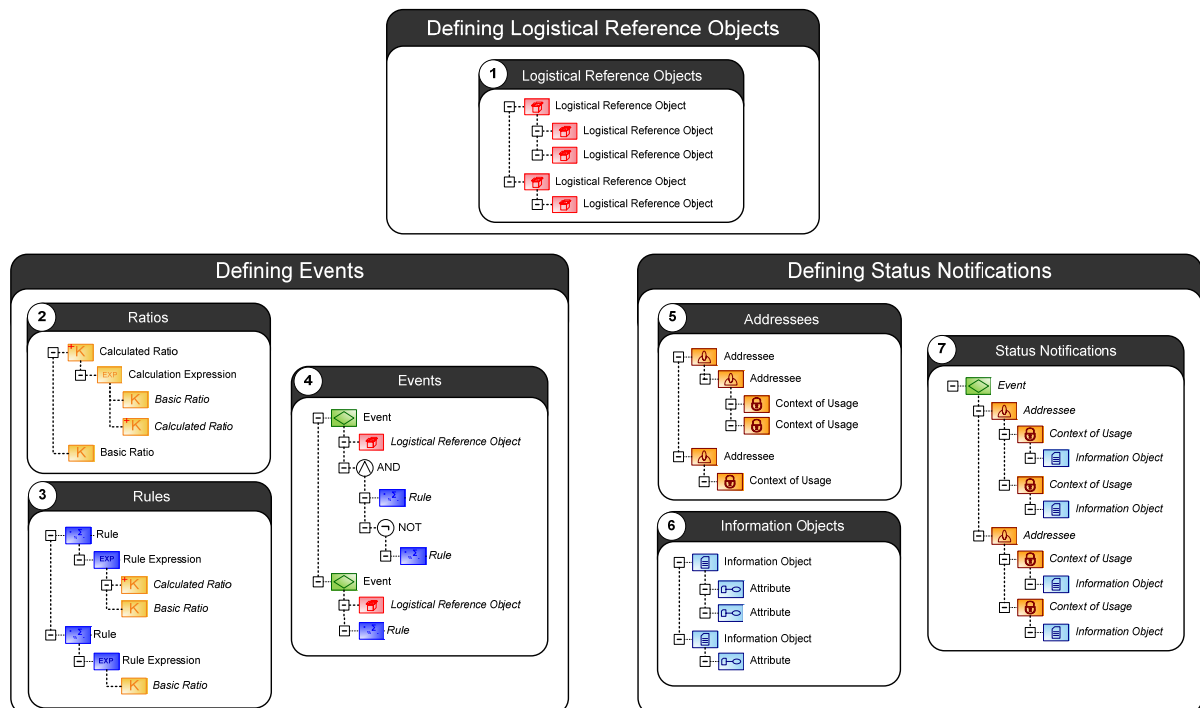 Defining Logistical Reference Objects
1
Logistical Reference Objects
Logistical Reference Object
Logistical Reference Object
Logistical Reference Object
Logistical Reference Object
Logistical Reference Object
Defining Events
2
Ratios
+K Calculated Ratio
EXP Calculation Expression
K Basic Ratio
+K Calculated Ratio
K Basic Ratio
3
Rules
Rule
EXP Rule Expression
+K Calculated Ratio
K Basic Ratio
Rule
EXP Rule Expression
K Basic Ratio
4
Events
Event
Logistical Reference Object
AND
Rule
NOT
Rule
Event
Logistical Reference Object
Rule
Defining Status Notifications
5
Addressees
Addressee
Addressee
Context of Usage
Context of Usage
Addressee
Context of Usage
6
Information Objects
Information Object
Attribute
Attribute
Information Object
Attribute
7
Status Notifications
Event
Addressee
Context of Usage
Information Object
Context of Usage
Information Object
Addressee
Context of Usage
Information Object
Context of Usage
Information Object